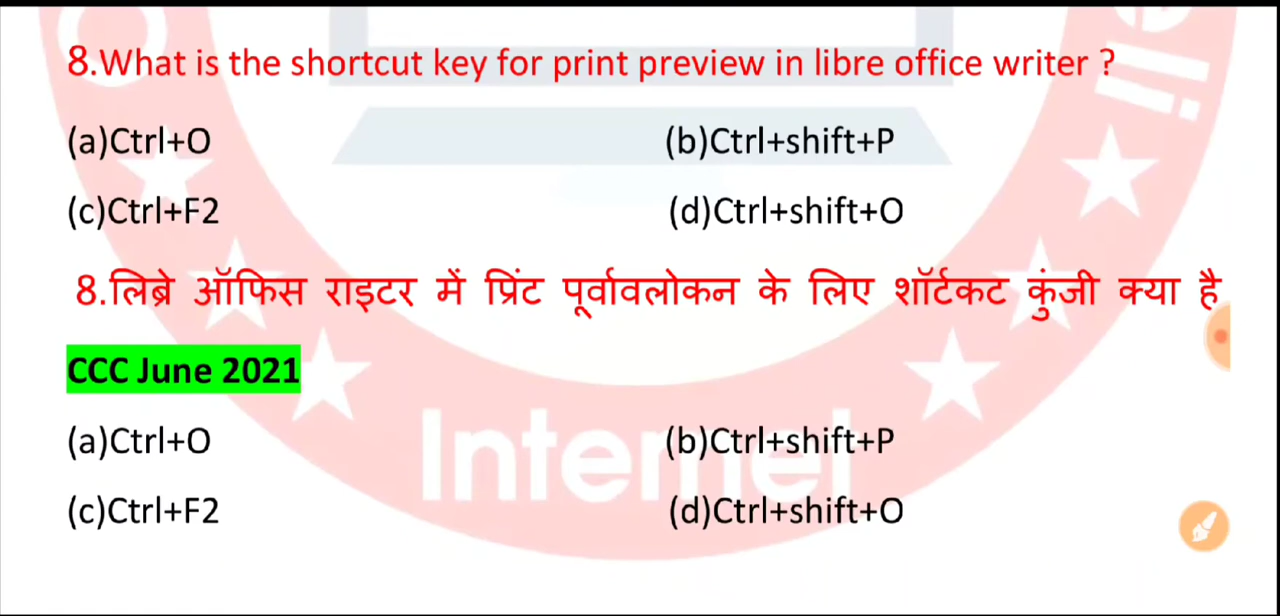 8.What is the shortcut key for print preview in libre office writer ?
(a)Ctrl+O (b)Ctrl+shift+P
(c)Ctrl+F2 (d)Ctrl+shift+O
8.लिब्रे ऑफिस राइटर में प्रिंट पूर्वावलोकन के लिए शॉर्टकट कुंजी क्या है
CCC June 2021
(a)Ctrl+O (b)Ctrl+shift+P
(c)Ctrl+F2 (d)Ctrl+shift+O
Internet